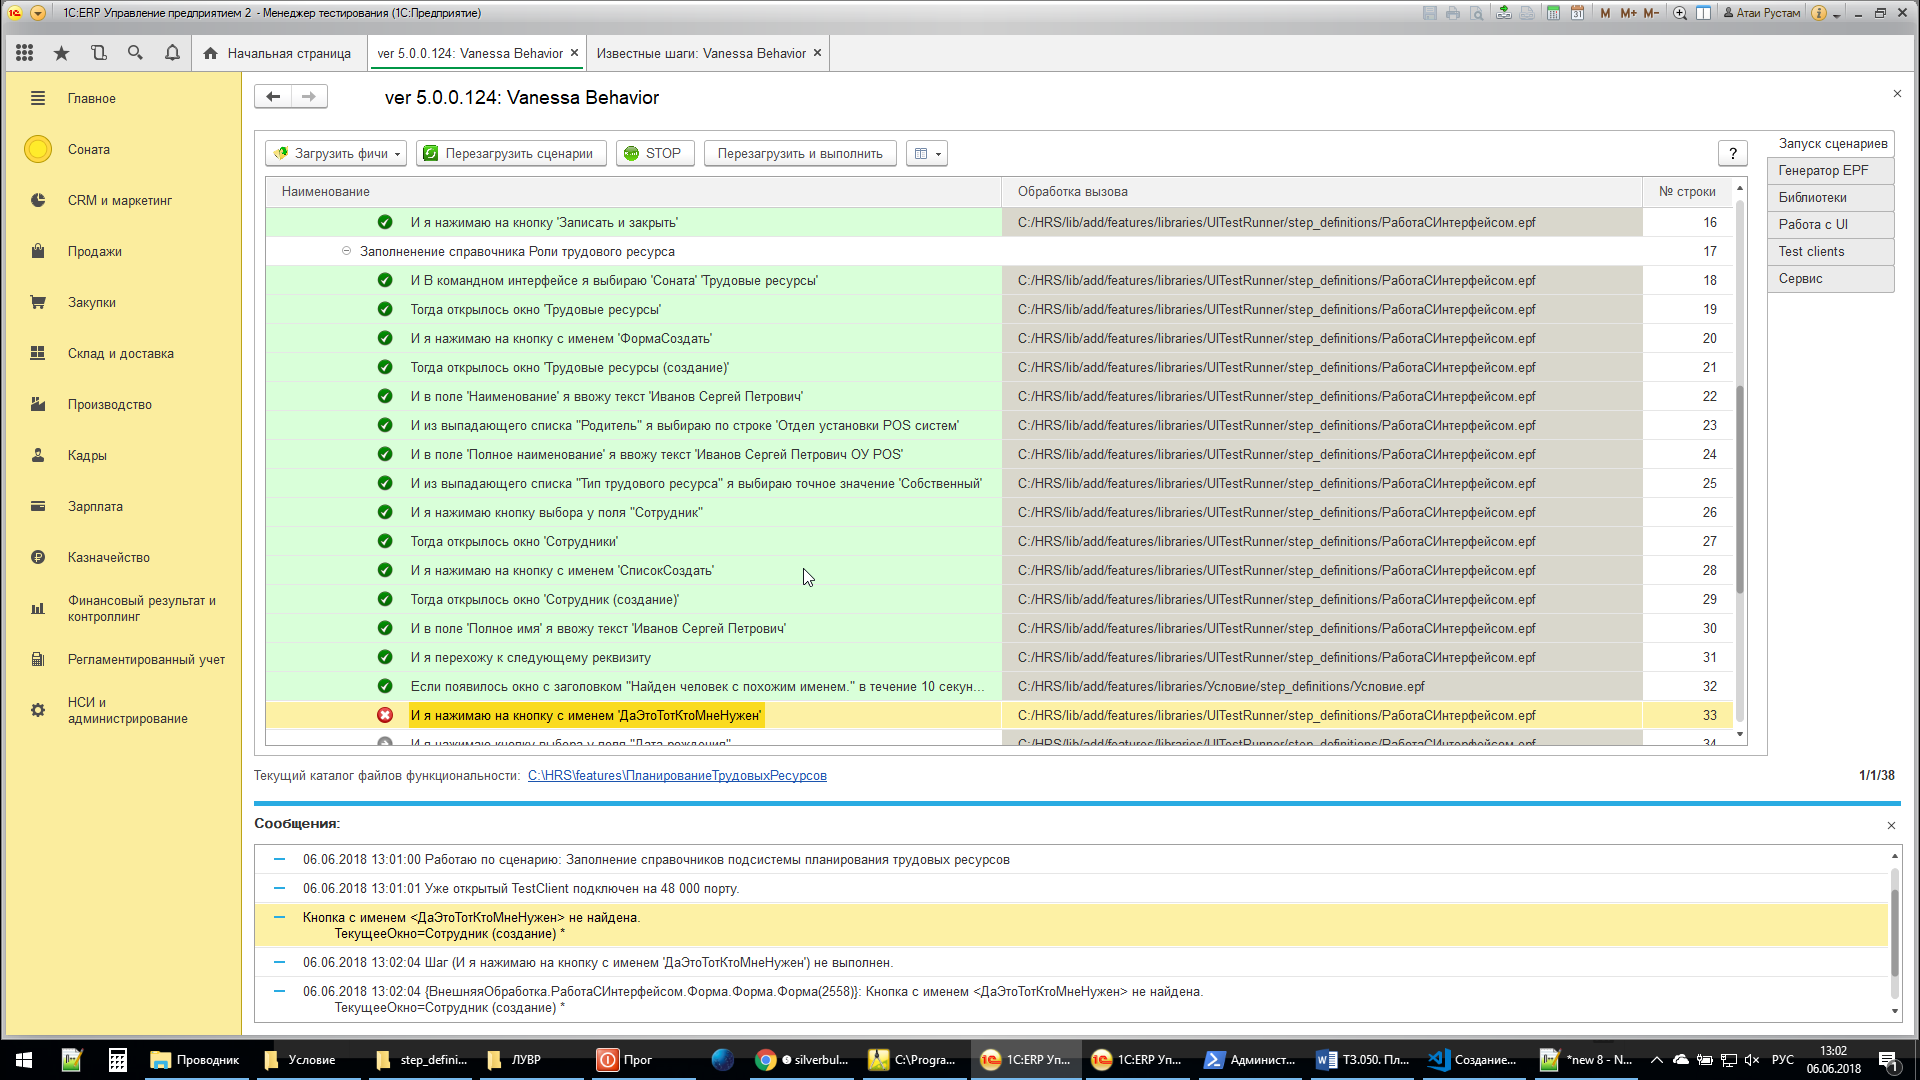 1С:ERP Управление предприятием 2 - Менеджер тестирования (1С:Предприятие)
M M+ M-
Атаи Рустам
Начальная страница
ver 5.0.0.124: Vanessa Behavior
Известные шаги: Vanessa Behavior
Главное
Соната
CRM и маркетинг
Продажи
Закупки
Склад и доставка
Производство
Кадры
Зарплата
Казначейство
Финансовый результат и
контроллинг
Регламентированный учет
НСИ и
администрирование
ver 5.0.0.124: Vanessa Behavior
Загрузить фичи
Перезагрузить сценарии
STOP
Перезагрузить и выполнить
?
Запуск сценариев
Генератор EPF
Библиотеки
Работа с UI
Test clients
Сервис
Наименование Обработка вызова № строки
И я нажимаю на кнопку 'Записать и закрыть' C:/HRS/lib/add/features/libraries/UITestRunner/step_definitions/РаботаСИнтерфейсом.epf 16
Заполненение справочника Роли трудового ресурса 17
И В командном интерфейсе я выбираю 'Соната' 'Трудовые ресурсы' C:/HRS/lib/add/features/libraries/UITestRunner/step_definitions/РаботаСИнтерфейсом.epf 18
Тогда открылось окно 'Трудовые ресурсы' C:/HRS/lib/add/features/libraries/UITestRunner/step_definitions/РаботаСИнтерфейсом.epf 19
И я нажимаю на кнопку с именем 'ФормаСоздать' C:/HRS/lib/add/features/libraries/UITestRunner/step_definitions/РаботаСИнтерфейсом.epf 20
Тогда открылось окно 'Трудовые ресурсы (создание)' C:/HRS/lib/add/features/libraries/UITestRunner/step_definitions/РаботаСИнтерфейсом.epf 21
И в поле 'Наименование' я ввожу текст 'Иванов Сергей Петрович' C:/HRS/lib/add/features/libraries/UITestRunner/step_definitions/РаботаСИнтерфейсом.epf 22
И из выпадающего списка "Родитель" я выбираю по строке 'Отдел установки POS систем' C:/HRS/lib/add/features/libraries/UITestRunner/step_definitions/РаботаСИнтерфейсом.epf 23
И в поле 'Полное наименование' я ввожу текст 'Иванов Сергей Петрович ОУ POS' C:/HRS/lib/add/features/libraries/UITestRunner/step_definitions/РаботаСИнтерфейсом.epf 24
И из выпадающего списка "Тип трудового ресурса" я выбираю точное значение 'Собственный' C:/HRS/lib/add/features/libraries/UITestRunner/step_definitions/РаботаСИнтерфейсом.epf 25
И я нажимаю кнопку выбора у поля "Сотрудник" C:/HRS/lib/add/features/libraries/UITestRunner/step_definitions/РаботаСИнтерфейсом.epf 26
Тогда открылось окно 'Сотрудники' C:/HRS/lib/add/features/libraries/UITestRunner/step_definitions/РаботаСИнтерфейсом.epf 27
И я нажимаю на кнопку с именем 'СписокСоздать' C:/HRS/lib/add/features/libraries/UITestRunner/step_definitions/РаботаСИнтерфейсом.epf 28
Тогда открылось окно 'Сотрудник (создание)' C:/HRS/lib/add/features/libraries/UITestRunner/step_definitions/РаботаСИнтерфейсом.epf 29
И в поле 'Полное имя' я ввожу текст 'Иванов Сергей Петрович' C:/HRS/lib/add/features/libraries/UITestRunner/step_definitions/РаботаСИнтерфейсом.epf 30
И я перехожу к следующему реквизиту C:/HRS/lib/add/features/libraries/UITestRunner/step_definitions/РаботаСИнтерфейсом.epf 31
Если появилось окно с заголовком "Найден человек с похожим именем." в течение 10 секун... C:/HRS/lib/add/features/libraries/Условие/step_definitions/Условие.epf 32
И я нажимаю на кнопку с именем 'ДаЭтоТотКтоМнеНужен' C:/HRS/lib/add/features/libraries/UITestRunner/step_definitions/РаботаСИнтерфейсом.epf 33
И я нажимаю кнопку выбора у поля "Дата рождения" C:/HRS/lib/add/features/libraries/UITestRunner/step_definitions/РаботаСИнтерфейсом.epf 34
Текущий каталог файлов функциональности: C:\HRS\features\ПланированиеТрудовыхРесурсов 1/1/38
Сообщения:
06.06.2018 13:01:00 Работаю по сценарию: Заполнение справочников подсистемы планирования трудовых ресурсов
06.06.2018 13:01:01 Уже открытый TestClient подключен на 48 000 порту.
Кнопка с именем <ДаЭтоТотКтоМнеНужен> не найдена.
ТекущееОкно=Сотрудник (создание) *
06.06.2018 13:02:04 Шаг (И я нажимаю на кнопку с именем 'ДаЭтоТотКтоМнеНужен') не выполнен.
06.06.2018 13:02:04 {ВнешняяОбработка.РаботаСИнтерфейсом.Форма.Форма.Форма(2558)}: Кнопка с именем <ДаЭтоТотКтоМнеНужен> не найдена.
ТекущееОкно=Сотрудник (создание) *
Проводник
Условие
step_defini...
ЛУВР
Прог
silverbul...
C:\Progra...
1С:ERP Уп...
1С:ERP Уп...
Админист...
ТЗ.050. Пл...
Создание...
*new 8 - N...
РУС
13:02
06.06.2018
1